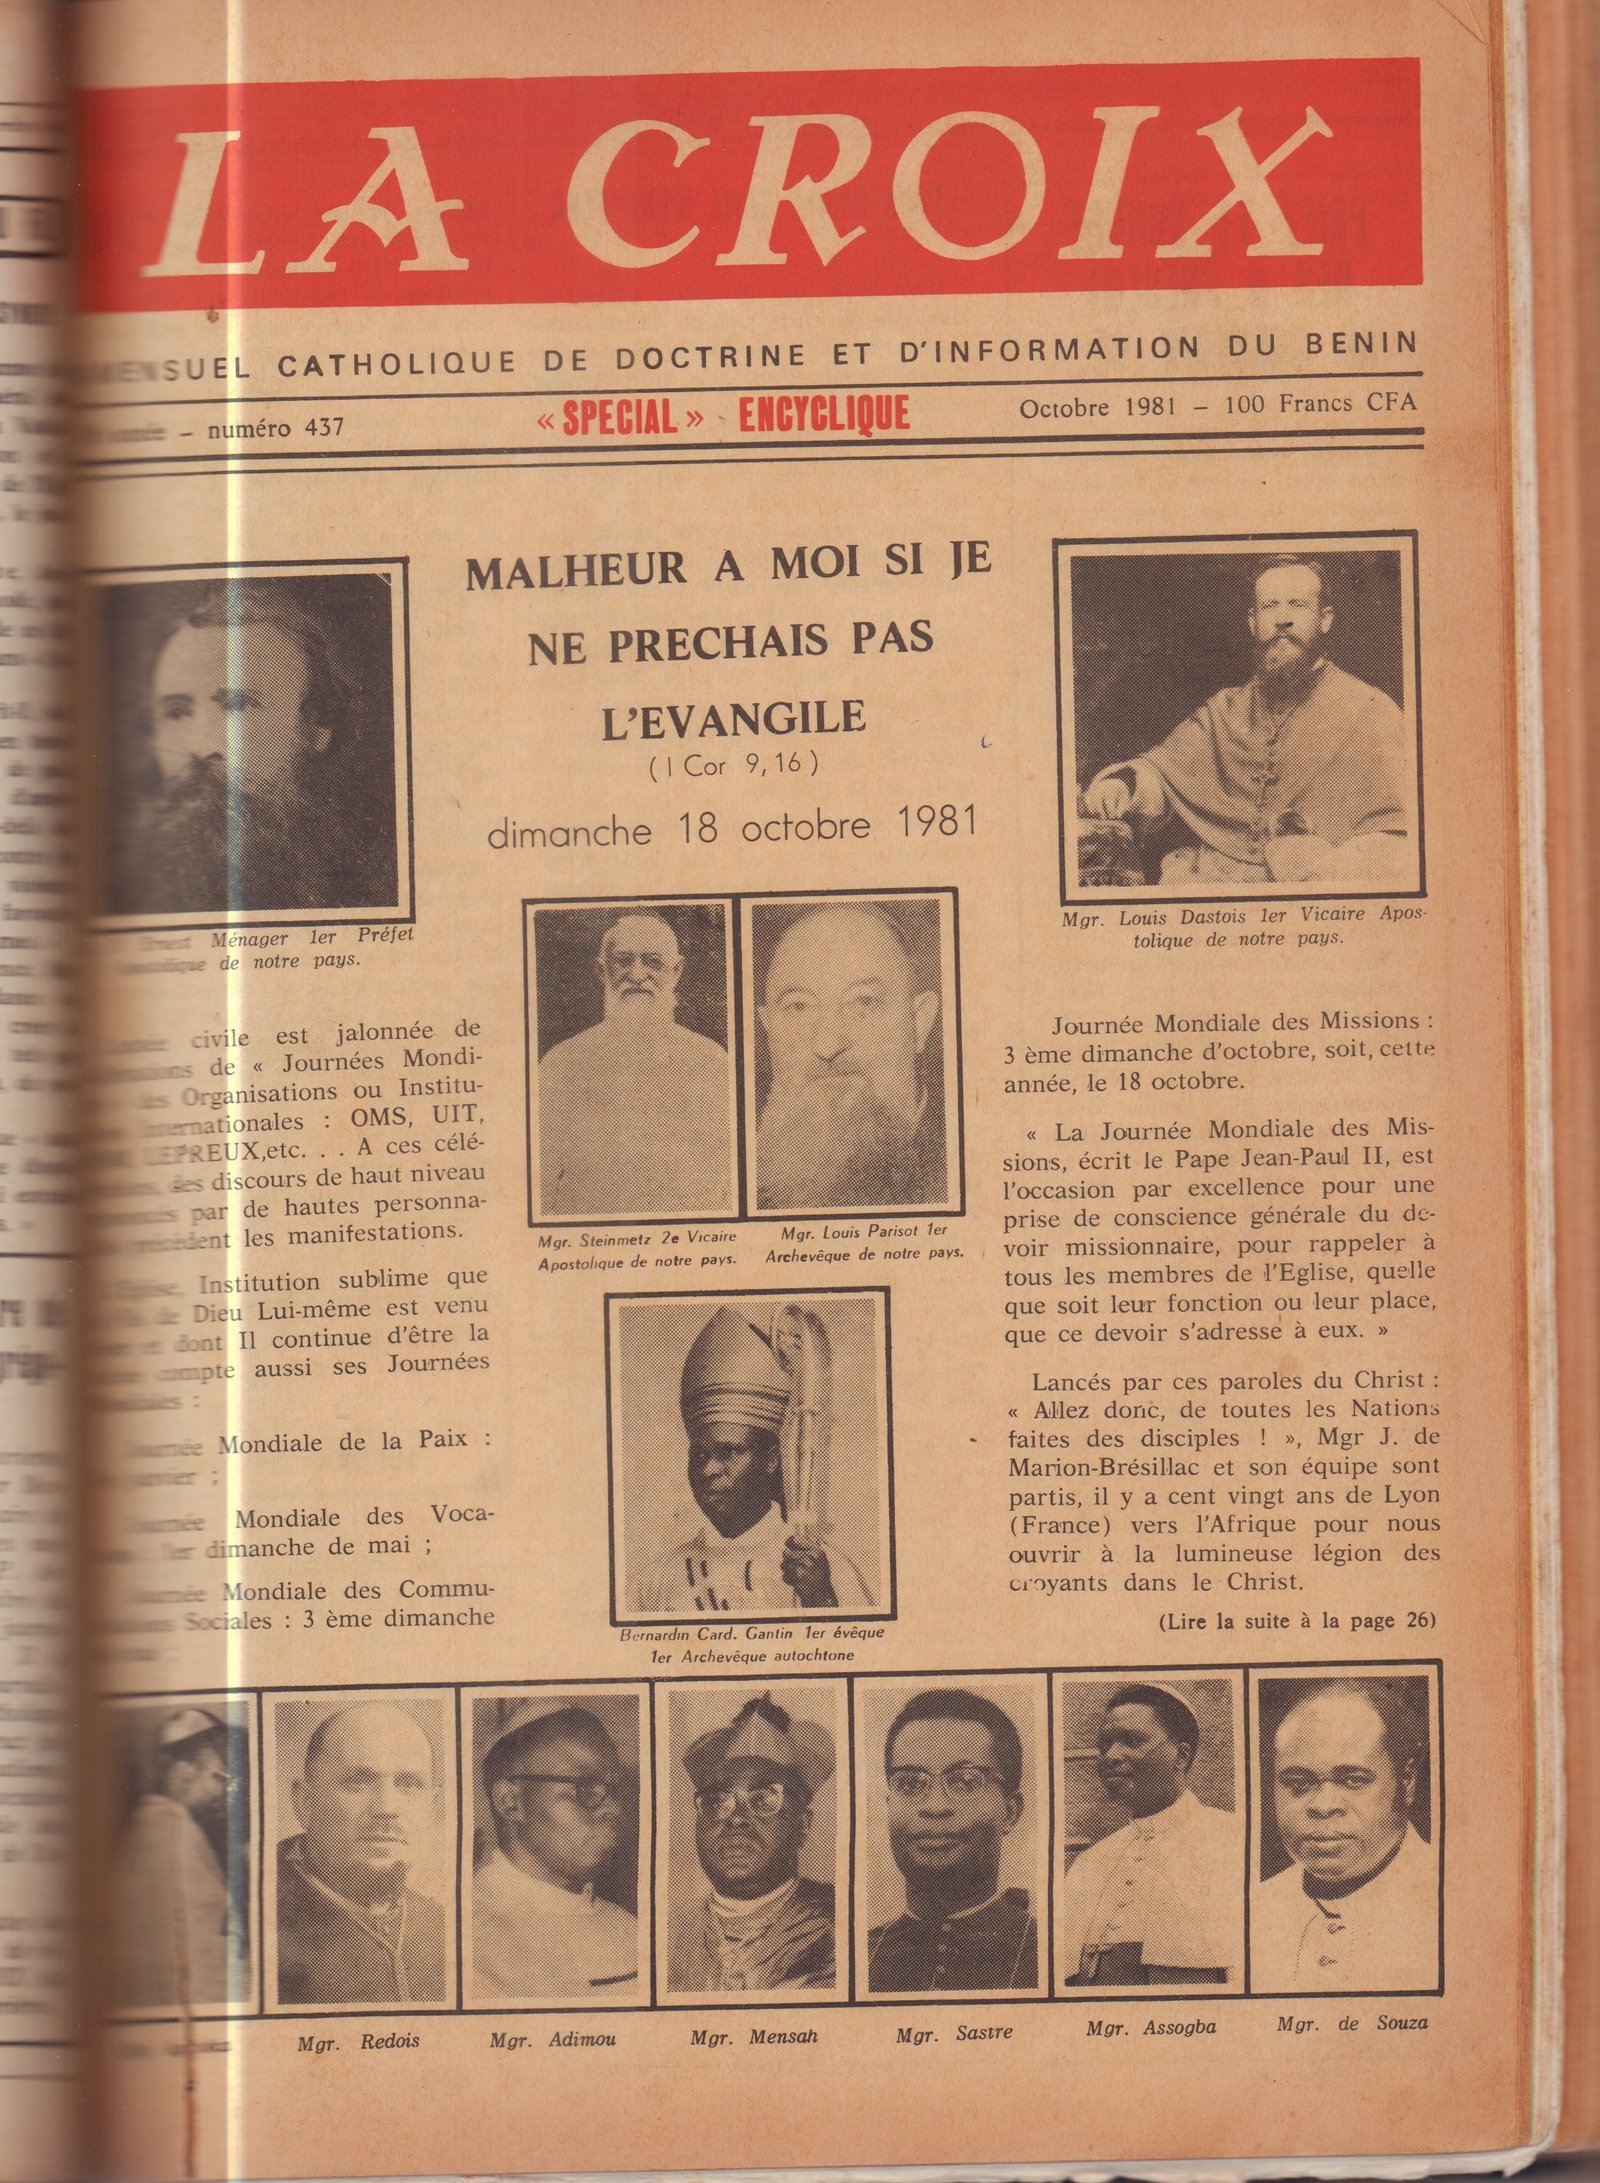 LA CROIX
MENSUEL CATHOLIQUE DE DOCTRINE ET D'INFORMATION DU BENIN
– numéro 437
« SPECIAL » ENCYCLIQUE
Octobre 1981 – 100 Francs CFA
MALHEUR A MOI SI JE
NE PRECHAIS PAS
L'EVANGILE
( I Cor 9,16 )
dimanche 18 octobre 1981
Ménager 1er Préfet
de notre pays.
Mgr. Louis Dastois 1er Vicaire Apos-
tolique de notre pays.
Mgr. Steinmetz 2e Vicaire
Apostolique de notre pays.
Mgr. Louis Parisot 1er
Archevêque de notre pays.
Bernardin Card. Gantin 1er évêque
1er Archevêque autochtone
civile est jalonnée de
de « Journées Mondi-
des Organisations ou Institu-
Internationales : OMS, UIT,
LEPREUX,etc. . . A ces célé-
des discours de haut niveau
par de hautes personna-
les manifestations.
Institution sublime que
de Dieu Lui-même est venu
dont Il continue d'être la
compte aussi ses Journées
Mondiale de la Paix :
Mondiale des Voca-
1er dimanche de mai ;
Mondiale des Commu-
Sociales : 3 ème dimanche
Journée Mondiale des Missions :
3 ème dimanche d'octobre, soit, cette
année, le 18 octobre.
« La Journée Mondiale des Mis-
sions, écrit le Pape Jean-Paul II, est
l'occasion par excellence pour une
prise de conscience générale du de-
voir missionnaire, pour rappeler à
tous les membres de l'Eglise, quelle
que soit leur fonction ou leur place,
que ce devoir s'adresse à eux. »
Lancés par ces paroles du Christ :
« Allez donc, de toutes les Nations
faites des disciples ! », Mgr J. de
Marion-Brésillac et son équipe sont
partis, il y a cent vingt ans de Lyon
(France) vers l'Afrique pour nous
ouvrir à la lumineuse légion des
croyants dans le Christ.
(Lire la suite à la page 26)
Mgr. Redois
Mgr. Adimou
Mgr. Mensah
Mgr. Sastre
Mgr. Assogba
Mgr. de Souza